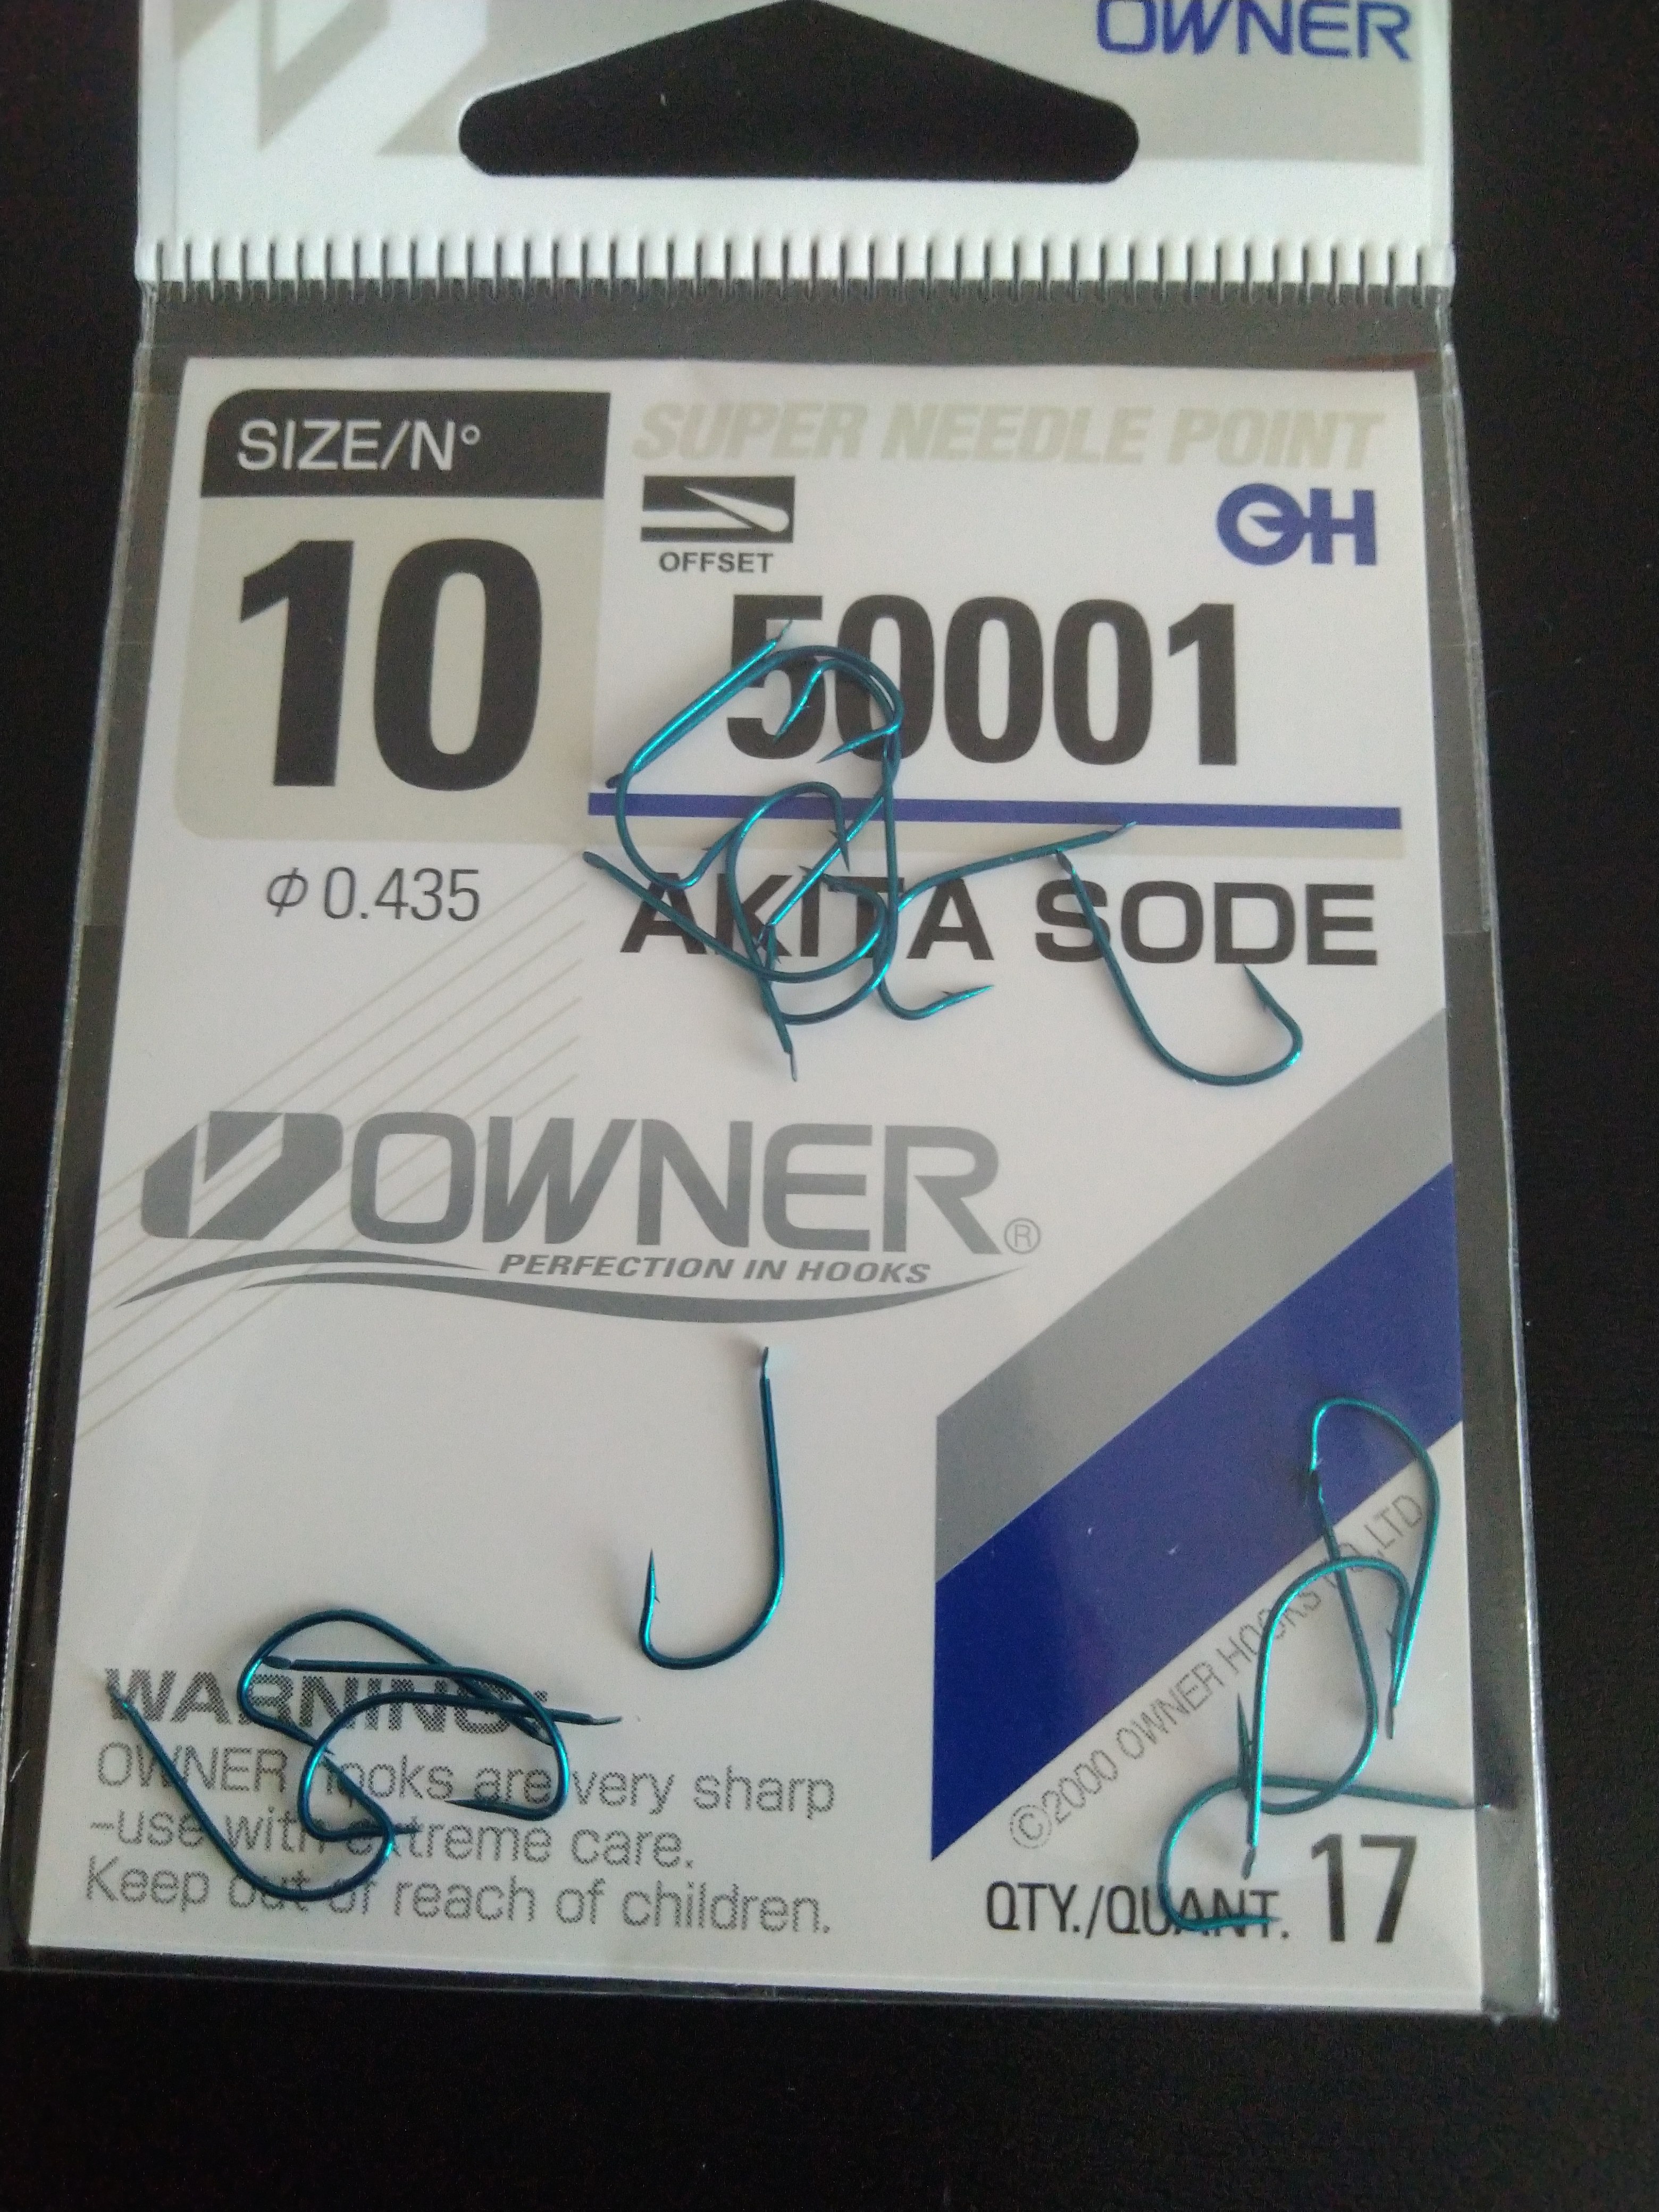 OWNER
SIZE/N°
10
Φ0.435
SUPER NEEDLE POINT
OFFSET
OH
50001
AKITA SODE
OWNER®
PERFECTION IN HOOKS
WARNING:
OWNER hooks are very sharp
-use with extreme care.
Keep out of reach of children.
©2000 OWNER HOOKS CO.,LTD
QTY./QUANT. 17